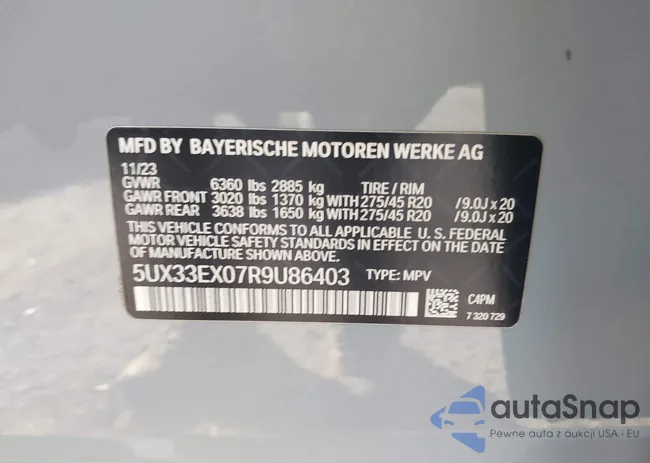 MFD BY BAYERISCHE MOTOREN WERKE AG
11/23
GVWR 6360 lbs 2885 kg TIRE / RIM
GAWR FRONT 3020 lbs 1370 kg WITH 275/45 R20 /9.0J x 20
GAWR REAR 3638 lbs 1650 kg WITH 275/45 R20 /9.0J x 20
THIS VEHICLE CONFORMS TO ALL APPLICABLE U. S. FEDERAL
MOTOR VEHICLE SAFETY STANDARDS IN EFFECT ON THE DATE
OF MANUFACTURE SHOWN ABOVE.
5UX33EX07R9U86403 TYPE: MPV
C4PM
7 320 729
autaSnap
Pewne auta z aukcji USA i EU